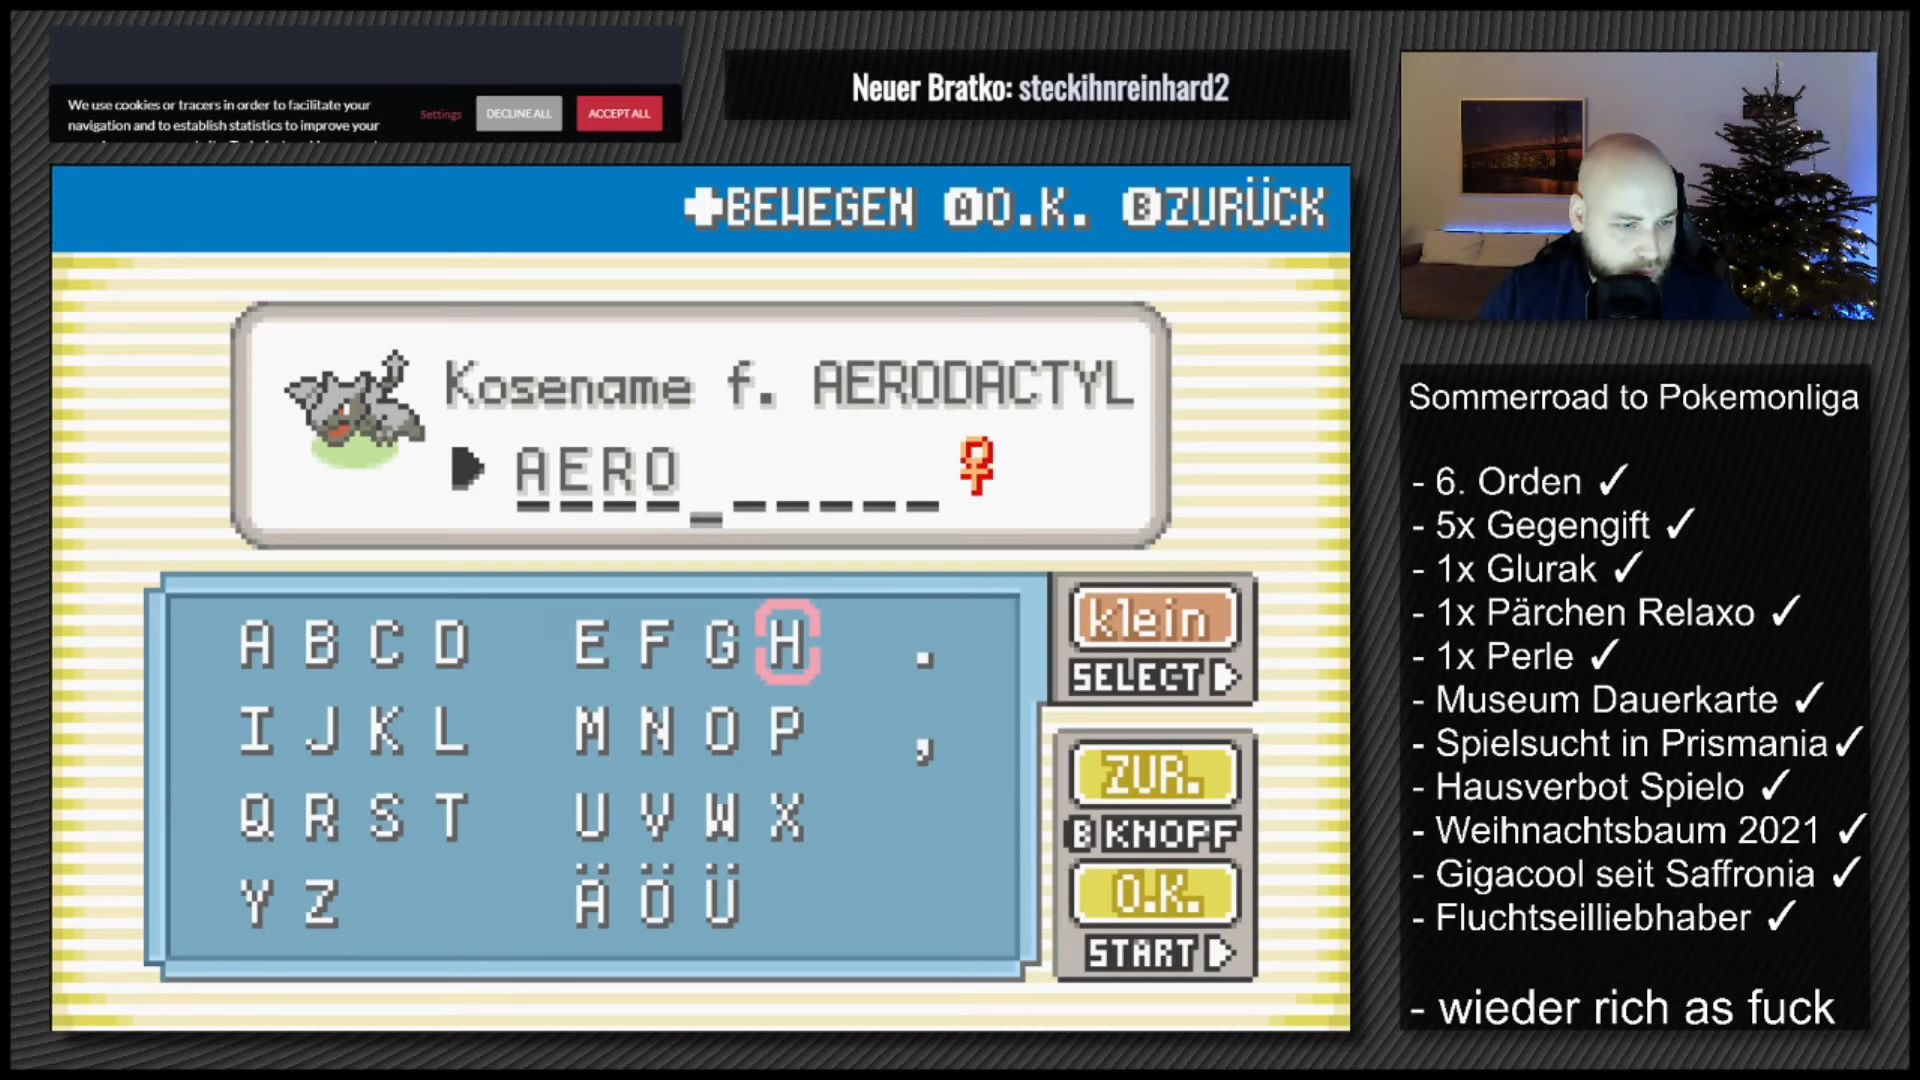 We use cookies or tracers in order to facilitate your
navigation and to establish statistics to improve your
Settings
DECLINE ALL
ACCEPT ALL
Neuer Bratko: steckihnreinhard2
BEWEGEN A O.K. B ZURÜCK
Kosename f. AERODACTYL
AERO______
A B C D E F G H .
I J K L M N O P ,
Q R S T U V W X
Y Z Ä Ö Ü
klein
SELECT
ZUR.
B KNOPF
O.K.
START
Sommerroad to Pokemonliga
- 6. Orden ✓
- 5x Gegengift ✓
- 1x Glurak ✓
- 1x Pärchen Relaxo ✓
- 1x Perle ✓
- Museum Dauerkarte ✓
- Spielsucht in Prismania ✓
- Hausverbot Spielo ✓
- Weihnachtsbaum 2021 ✓
- Gigacool seit Saffronia ✓
- Fluchtseilliebhaber ✓
- wieder rich as fuck